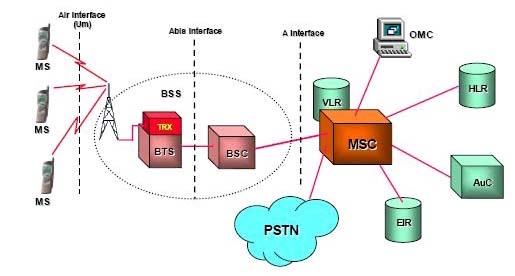 Air Interface
(Um)
Abis Interface
A Interface
OMC
MS
BSS
VLR
HLR
MS
TRX
BTS
BSC
MSC
MS
AuC
PSTN
EIR